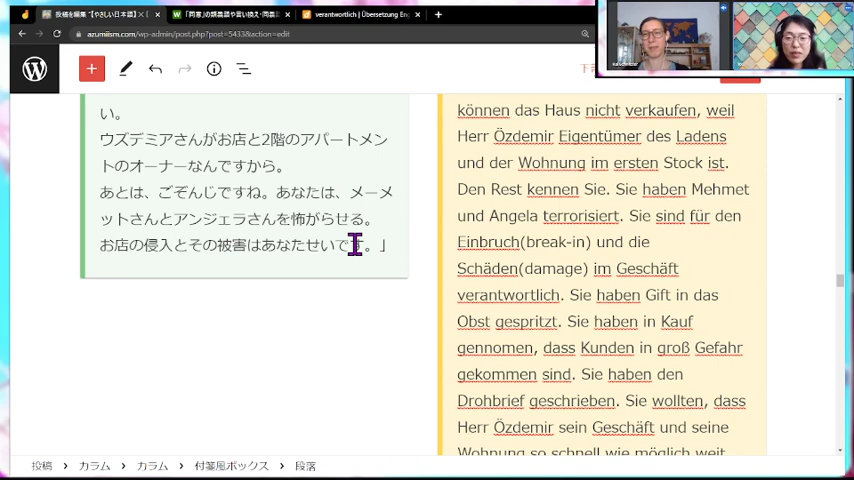 投稿を編集 "【やさしい日本語】
「同意」の類義語や言い換え・同義語
verantwortlich | Übersetzung Eng
azumiism.com/wp-admin/post.php?post=5433&action=edit
い。
ウズデミアさんがお店と2階のアパートメン
トのオーナーなんですから。
あとは、ごぞんじですね。あなたは、メーメ
ットさんとアンジェラさんを怖がらせる。
お店の侵入とその被害はあなたせいです。」
können das Haus nicht verkaufen, weil
Herr Özdemir Eigentümer des Ladens
und der Wohnung im ersten Stock ist.
Den Rest kennen Sie. Sie haben Mehmet
und Angela terrorisiert. Sie sind für den
Einbruch(break-in) und die
Schäden(damage) im Geschäft
verantwortlich. Sie haben Gift in das
Obst gespritzt. Sie haben in Kauf
gennomen, dass Kunden in groß Gefahr
gekommen sind. Sie haben den
Drohbrief geschrieben. Sie wollten, dass
Herr Özdemir sein Geschäft und seine
Wohnung so schnell wie möglich weit
投稿 > カラム > カラム > 付箋風ボックス > 段落